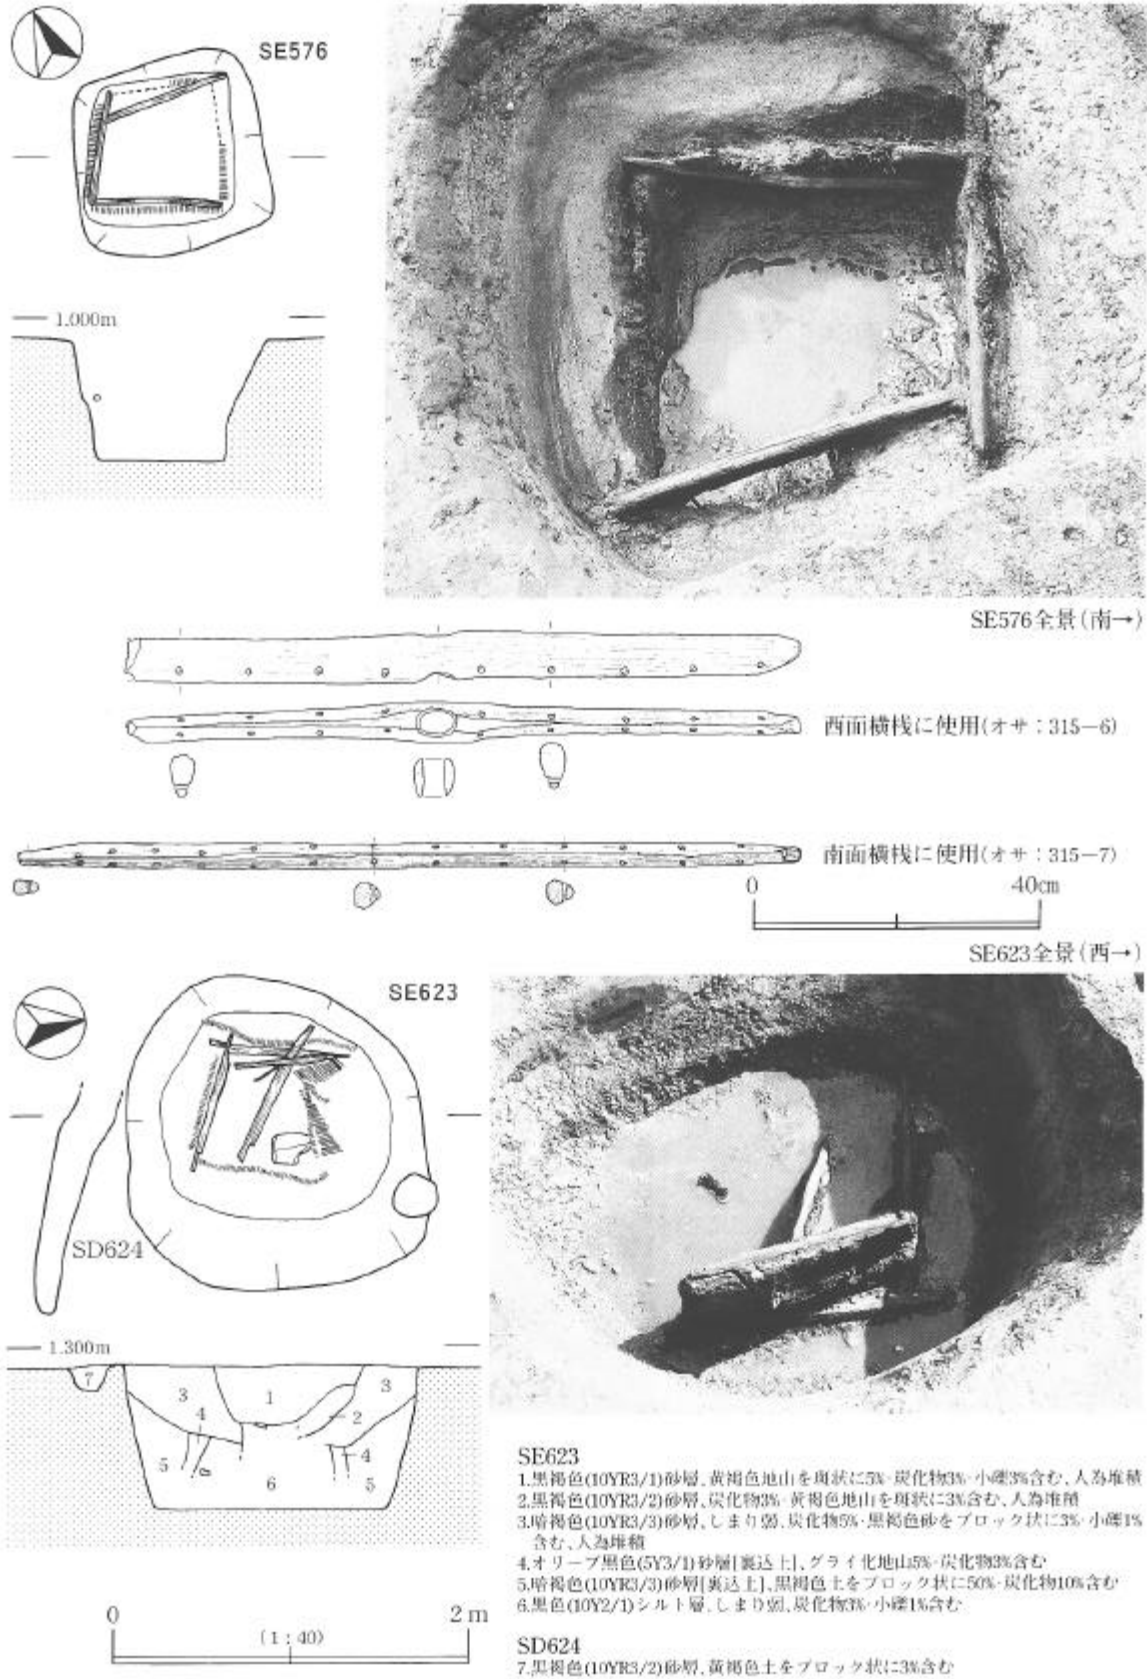 SE576
1.000m
SE576全景(南→)
西面横桟に使用(オサ：315−6)
南面横桟に使用(オサ：315−7)
0 40cm
SE623全景(西→)
SE623
SD624
1.300m
7
3
1
3
4
2
5
6
4
5
0 2m
(1：40)
SE623
1.黒褐色(10YR3/1)砂層､黄褐色地山を斑状に5%･炭化物3%･小礫3%含む､人為堆積
2.黒褐色(10YR3/2)砂層､炭化物3%･黄褐色地山を斑状に3%含む､人為堆積
3.暗褐色(10YR3/3)砂層､しまり弱､炭化物5%･黒褐色砂をブロック状に3%･小礫1%
含む､人為堆積
4.オリーブ黒色(5Y3/1)砂層[裏込土]､グライ化地山5%･炭化物3%含む
5.暗褐色(10YR3/3)砂層[裏込土]､黒褐色土をブロック状に50%･炭化物10%含む
6.黒色(10Y2/1)シルト層､しまり弱､炭化物3%･小礫1%含む
SD624
7.黒褐色(10YR3/2)砂層､黄褐色土をブロック状に3%含む